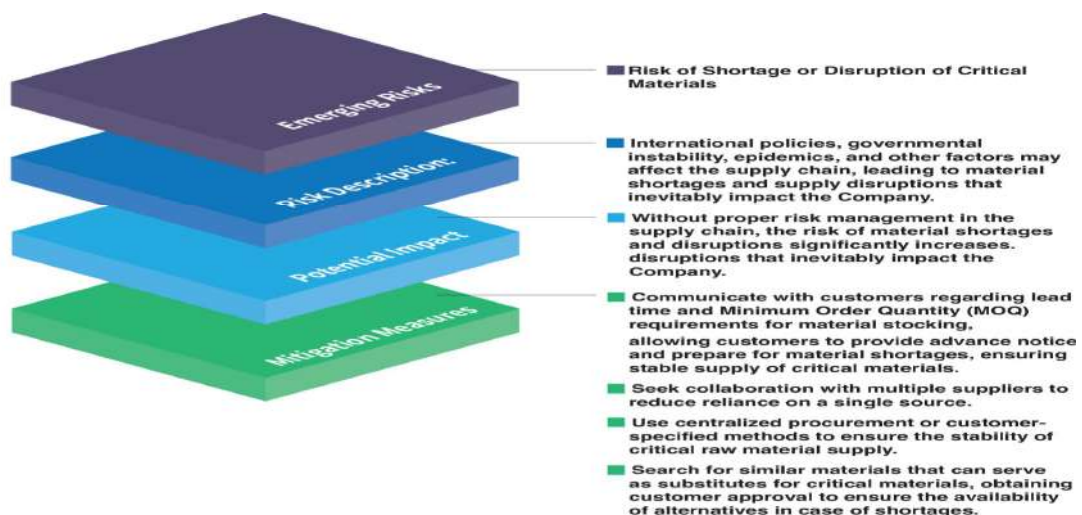 Emerging Risks
Risk of Shortage or Disruption of Critical
Materials
Risk Description:
International policies, governmental
instability, epidemics, and other factors may
affect the supply chain, leading to material
shortages and supply disruptions that
inevitably impact the Company.
Potential Impact
Without proper risk management in the
supply chain, the risk of material shortages
and disruptions significantly increases.
disruptions that inevitably impact the
Company.
Mitigation Measures
Communicate with customers regarding lead
time and Minimum Order Quantity (MOQ)
requirements for material stocking,
allowing customers to provide advance notice
and prepare for material shortages, ensuring
stable supply of critical materials.
Seek collaboration with multiple suppliers to
reduce reliance on a single source.
Use centralized procurement or customer-
specified methods to ensure the stability of
critical raw material supply.
Search for similar materials that can serve
as substitutes for critical materials, obtaining
customer approval to ensure the availability
of alternatives in case of shortages.